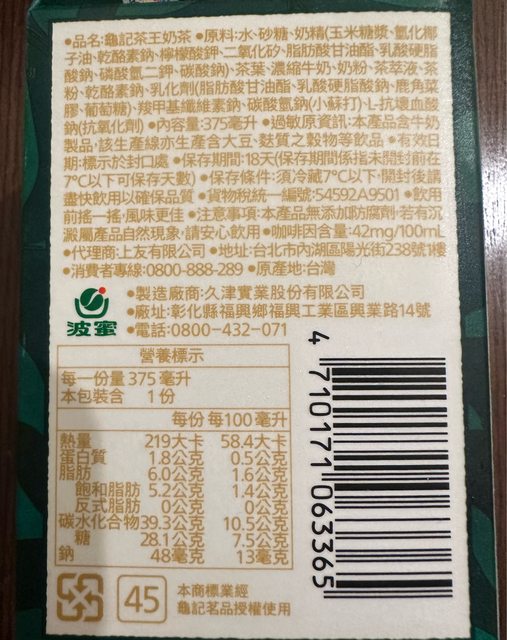 ●品名:龜記茶王奶茶 ●原料:水、砂糖、奶精(玉米糖漿、氫化椰
子油、乾酪素鈉、檸檬酸鉀、二氧化矽、脂肪酸甘油酯、乳酸硬脂
酸鈉、磷酸氫二鉀、碳酸鈉)、茶葉、濃縮牛奶、奶粉、茶萃液、茶
粉、乾酪素鈉、乳化劑(脂肪酸甘油酯、乳酸硬脂酸鈉、鹿角菜
膠、葡萄糖)、羧甲基纖維素鈉、碳酸氫鈉(小蘇打)、L-抗壞血酸
鈉(抗氧化劑) ●內容量:375毫升 ●過敏原資訊:本產品含牛奶
製品,該生產線亦生產含大豆、麩質之穀物等飲品 ●有效日
期:標示於封口處 ●保存期間:18天(保存期間係指未開封前在
7℃以下可保存天數) ●保存條件:須冷藏7℃以下,開封後請
盡快飲用以確保品質 ●貨物稅統一編號:S4592A9501 ●飲用
前搖一搖,風味更佳 ●注意事項:本產品無添加防腐劑,若有沉
澱屬產品自然現象,請安心飲用 ●咖啡因含量:42mg/100mL
●代理商:上友有限公司 ●地址:台北市內湖區陽光街238號1樓
●消費者專線:0800-888-289 ●原產地:台灣
波蜜
●製造廠商:久津實業股份有限公司
●廠址:彰化縣福興鄉福興工業區興業路14號
●電話:0800-432-071
營養標示
每一份量 375 毫升
本包裝含 1 份
每份 每100毫升
熱量 219大卡 58.4大卡
蛋白質 1.8公克 0.5公克
脂肪 6.0公克 1.6公克
飽和脂肪 5.2公克 1.4公克
反式脂肪 0公克 0公克
碳水化合物 39.3公克 10.5公克
糖 28.1公克 7.5公克
鈉 48毫克 13毫克
45
本商標業經
龜記茗品授權使用
4 710171 063365